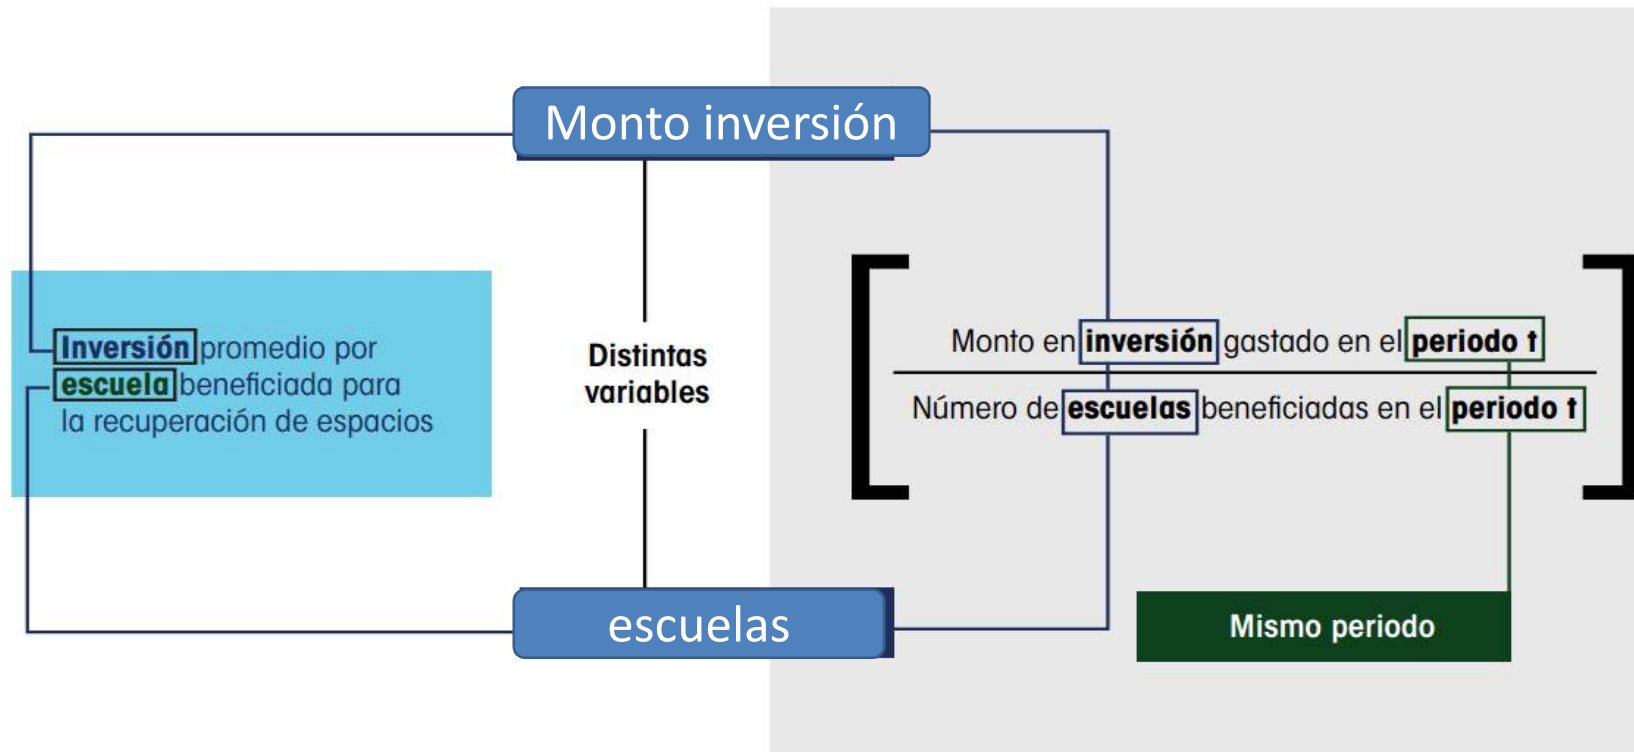 Monto inversión
Inversión promedio por
escuela beneficiada para
la recuperación de espacios
Distintas
variables
Monto en inversión gastado en el periodo t
Número de escuelas beneficiadas en el periodo t
escuelas
Mismo periodo